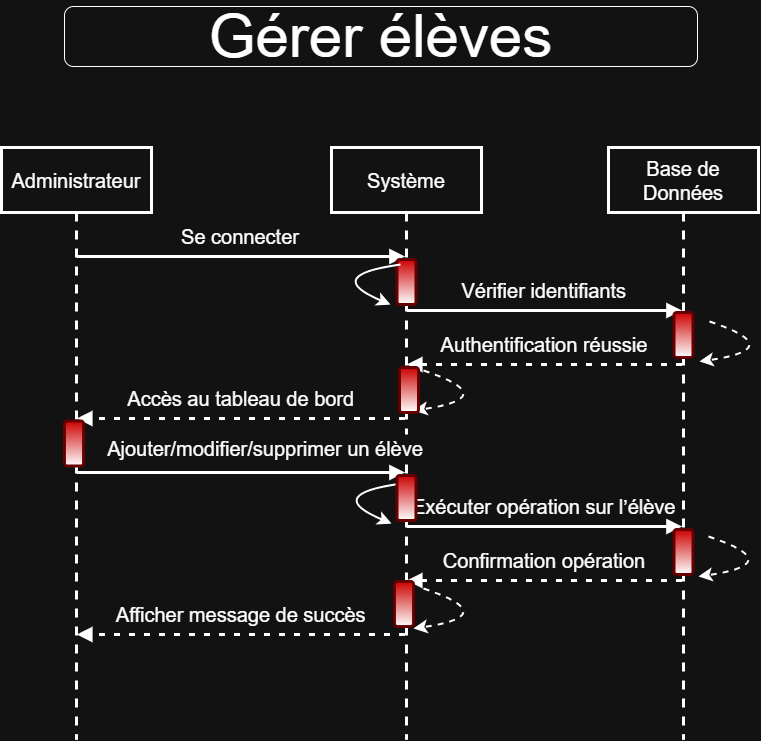 Gérer élèves
Administrateur
Système
Base de
Données
Se connecter
Vérifier identifiants
Authentification réussie
Accès au tableau de bord
Ajouter/modifier/supprimer un élève
Exécuter opération sur l’élève
Confirmation opération
Afficher message de succès